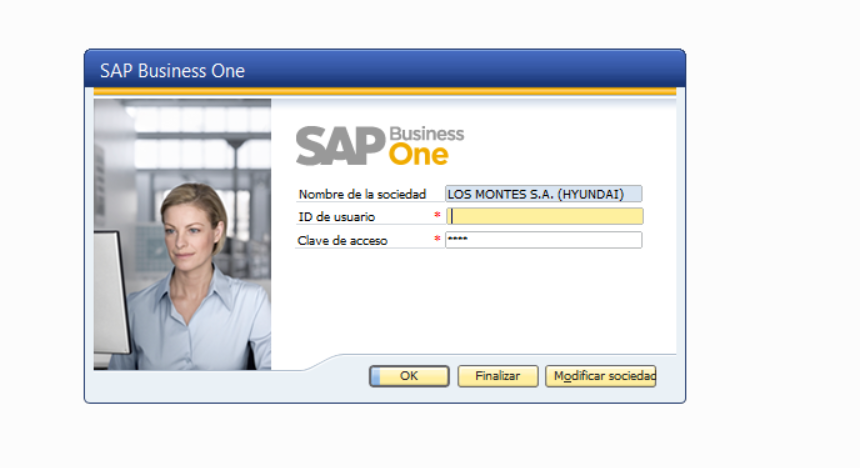 SAP Business One
SAP Business One
Nombre de la sociedad LOS MONTES S.A. (HYUNDAI)
ID de usuario *
Clave de acceso * ****
OK Finalizar Modificar sociedad